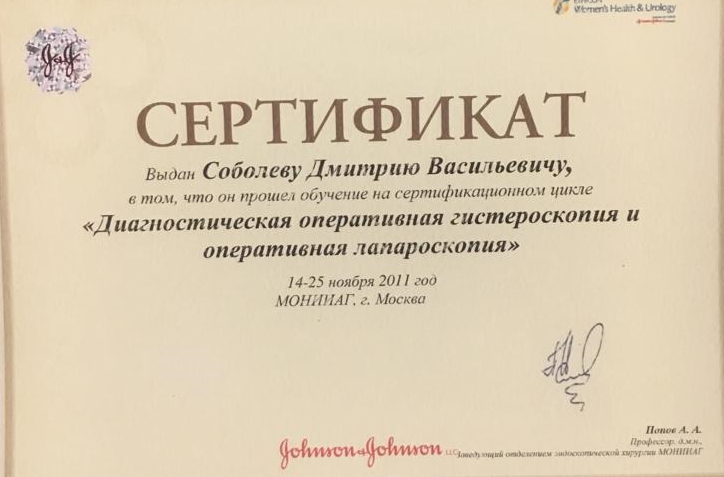 Women's Health & Urology
J&J
СЕРТИФИКАТ
Выдан Соболеву Дмитрию Васильевичу,
в том, что он прошел обучение на сертификационном цикле
«Диагностическая оперативная гистероскопия и
оперативная лапароскопия»
14-25 ноября 2011 год
МОНИИАГ, г. Москва
Попов А. А.
Профессор, д.м.н.,
Johnson & Johnson LLC
Заведующий отделением эндоскопической хирургии МОНИИАГ